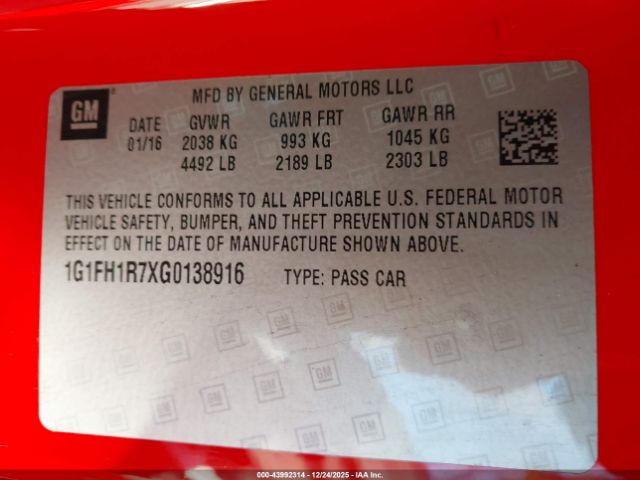 MFD BY GENERAL MOTORS LLC
GM®
DATE GVWR GAWR FRT GAWR RR
01/16 2038 KG 993 KG 1045 KG
4492 LB 2189 LB 2303 LB
THIS VEHICLE CONFORMS TO ALL APPLICABLE U.S. FEDERAL MOTOR
VEHICLE SAFETY, BUMPER, AND THEFT PREVENTION STANDARDS IN
EFFECT ON THE DATE OF MANUFACTURE SHOWN ABOVE.
1G1FH1R7XG0138916 TYPE: PASS CAR
000-43992314 - 12/24/2025 - IAA Inc.